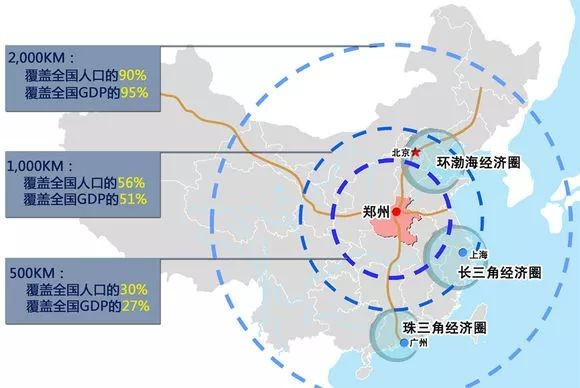 2,000KM：
覆盖全国人口的90%
覆盖全国GDP的95%
1,000KM：
覆盖全国人口的56%
覆盖全国GDP的51%
500KM：
覆盖全国人口的30%
覆盖全国GDP的27%
北京
环渤海经济圈
郑州
上海
长三角经济圈
珠三角经济圈
广州